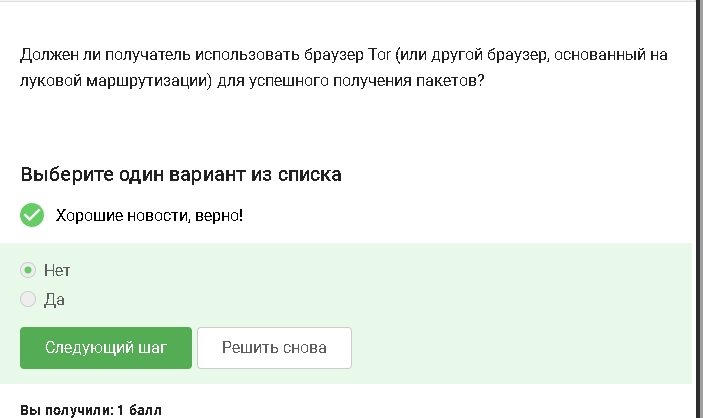 Должен ли получатель использовать браузер Tor (или другой браузер, основанный на
луковой маршрутизации) для успешного получения пакетов?
Выберите один вариант из списка
Хорошие новости, верно!
Нет
Да
Следующий шаг
Решить снова
Вы получили: 1 балл